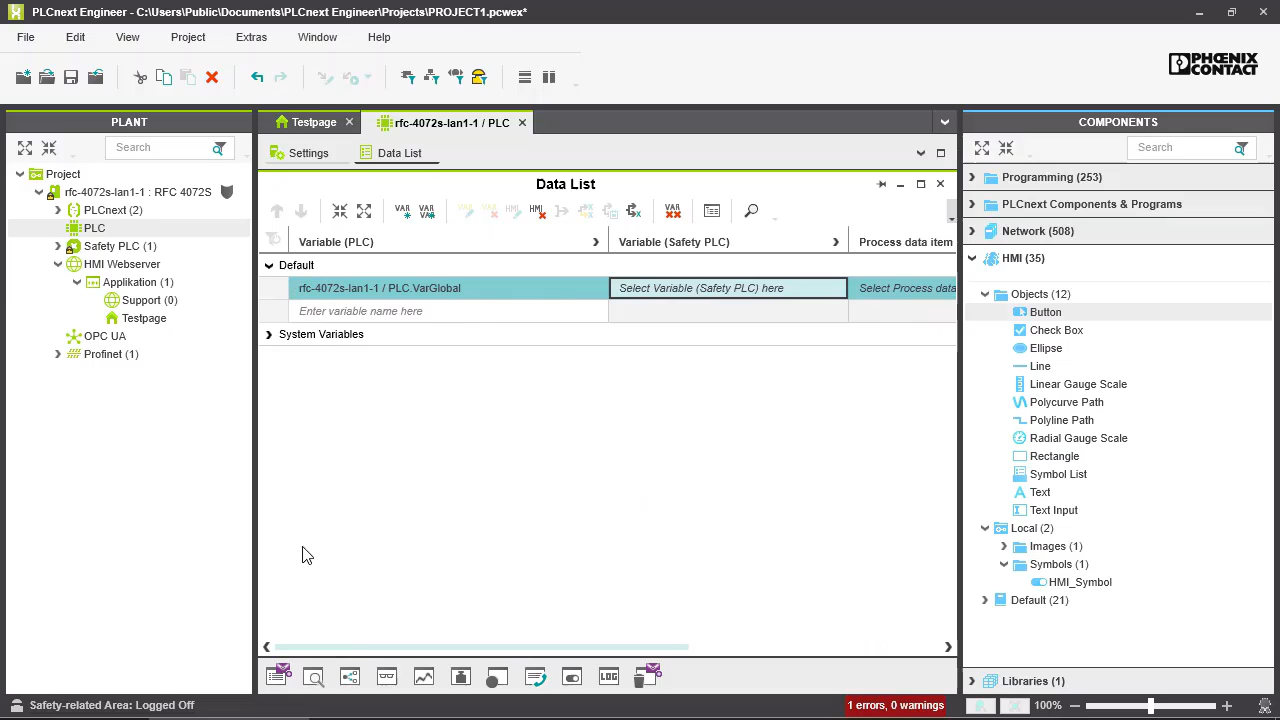 PLCnext Engineer - C:\Users\Public\Documents\PLCnext Engineer\Projects\PROJECT1.pcwex*
File Edit View Project Extras Window Help
PHŒNIX CONTACT
PLANT
Search
Project
rfc-4072s-lan1-1 : RFC 4072S
PLCnext (2)
PLC
Safety PLC (1)
HMI Webserver
Applikation (1)
Support (0)
Testpage
OPC UA
Profinet (1)
Testpage
rfc-4072s-lan1-1 / PLC
Settings
Data List
Data List
VAR VAR HMI HMI VAR
Variable (PLC) Variable (Safety PLC) Process data item
Default
rfc-4072s-lan1-1 / PLC.VarGlobal Select Variable (Safety PLC) here Select Process data
Enter variable name here
System Variables
LOG
COMPONENTS
Search
Programming (253)
PLCnext Components & Programs
Network (508)
HMI (35)
Objects (12)
Button
Check Box
Ellipse
Line
Linear Gauge Scale
Polycurve Path
Polyline Path
Radial Gauge Scale
Rectangle
Symbol List
Text
Text Input
Local (2)
Images (1)
Symbols (1)
HMI_Symbol
Default (21)
Libraries (1)
Safety-related Area: Logged Off
1 errors, 0 warnings
100%